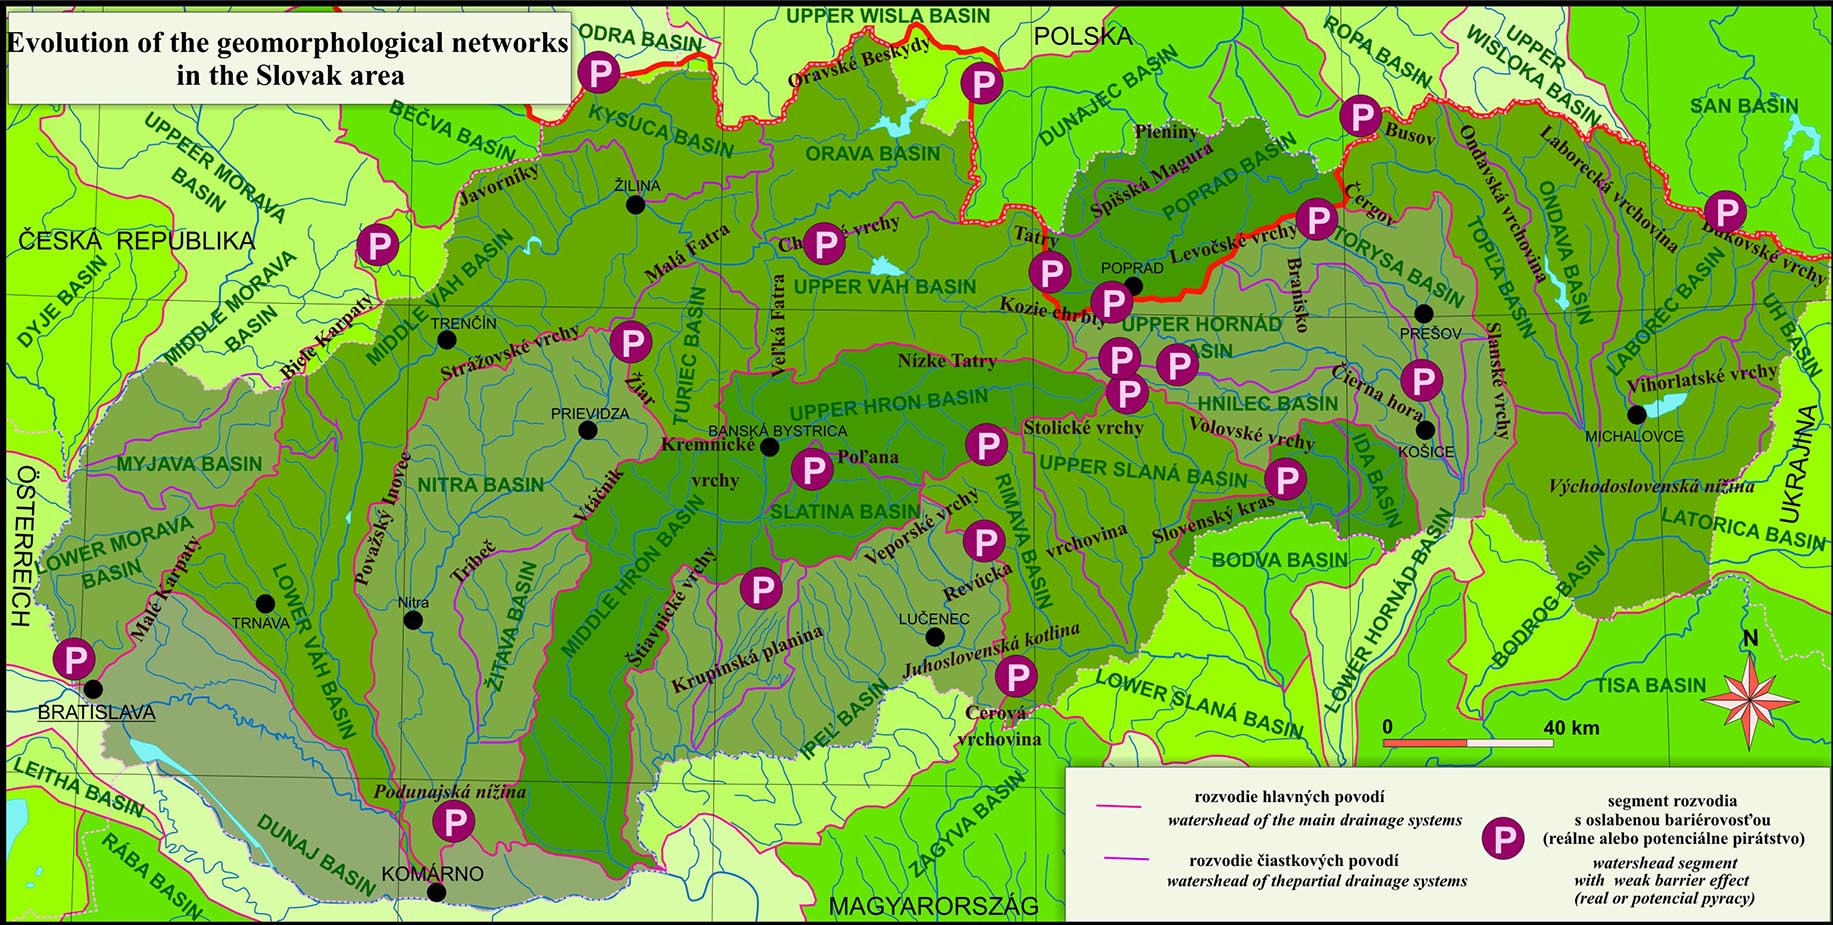 Evolution of the geomorphological networks
in the Slovak area
ODRA BASIN
UPPER WISLA BASIN
POLSKA
ROPA BASIN
UPPER
WISLOKA BASIN
SAN BASIN
BEČVA BASIN
KYSUCA BASIN
Oravské Beskydy
ORAVA BASIN
DUNAJEC BASIN
Pieniny
Spišská Magura
POPRAD BASIN
Busov
Čergov
Ondavská vrchovina
Laborecká vrchovina
Bukovské vrchy
UPPEER MORAVA
BASIN
ČESKÁ REPUBLIKA
Javorníky
ŽILINA
Malá Fatra
vrchy
Tatry
POPRAD
Levočské vrchy
TORYSA BASIN
TOPLA BASIN
ONDAVA BASIN
LABOREC BASIN
UH BASIN
DYJE BASIN
MIDDLE MORAVA
BASIN
Biele Karpaty
MIDDLE VÁH BASIN
TRENČÍN
Strážovské vrchy
TURIEC BASIN
Veľká Fatra
UPPER VÁH BASIN
Kozie chrbty
UPPER HORNÁD
Branisko
PREŠOV
Slanské vrchy
Nízke Tatry
Žiar
PRIEVIDZA
UPPER HRON BASIN
BANSKÁ BYSTRICA
Kremnické
vrchy
Poľana
Stolické vrchy
HNILEC BASIN
Volovské vrchy
Čierna hora
KOŠICE
MICHALOVCE
Vihorlatské vrchy
UKRAJINA
ÖSTERREICH
MYJAVA BASIN
Považský Inovec
NITRA BASIN
Vtáčnik
SLATINA BASIN
UPPER SLANÁ BASIN
IDA BASIN
Východoslovenská nížina
LATORICA BASIN
LOWER MORAVA
BASIN
Malé Karpaty
Tribeč
MIDDLE HRON BASIN
Veporské vrchy
RIMAVA BASIN
Revúcka
vrchovina
Slovenský kras
BODVA BASIN
LOWER HORNÁD BASIN
BODROG BASIN
TRNAVA
LOWER VÁH BASIN
Nitra
ŽITAVA BASIN
Štiavnické vrchy
Krupinská planina
LUČENEC
Juhoslovenská kotlina
BRATISLAVA
IPEĽ BASIN
Cerová
vrchovina
LOWER SLANÁ BASIN
TISA BASIN
N
0 40 km
LEITHA BASIN
RÁBA BASIN
DUNAJ BASIN
Podunajská nížina
KOMÁRNO
ZAGYVA BASIN
MAGYARORSZÁG
rozvodie hlavných povodí
watershed of the main drainage systems
rozvodie čiastkových povodí
watershed of thepartial drainage systems
P
segment rozvodia
s oslabenou bariérovosťou
(reálne alebo potenciálne pirátstvo)
watershead segment
with weak barrier effect
(real or potencial pyracy)